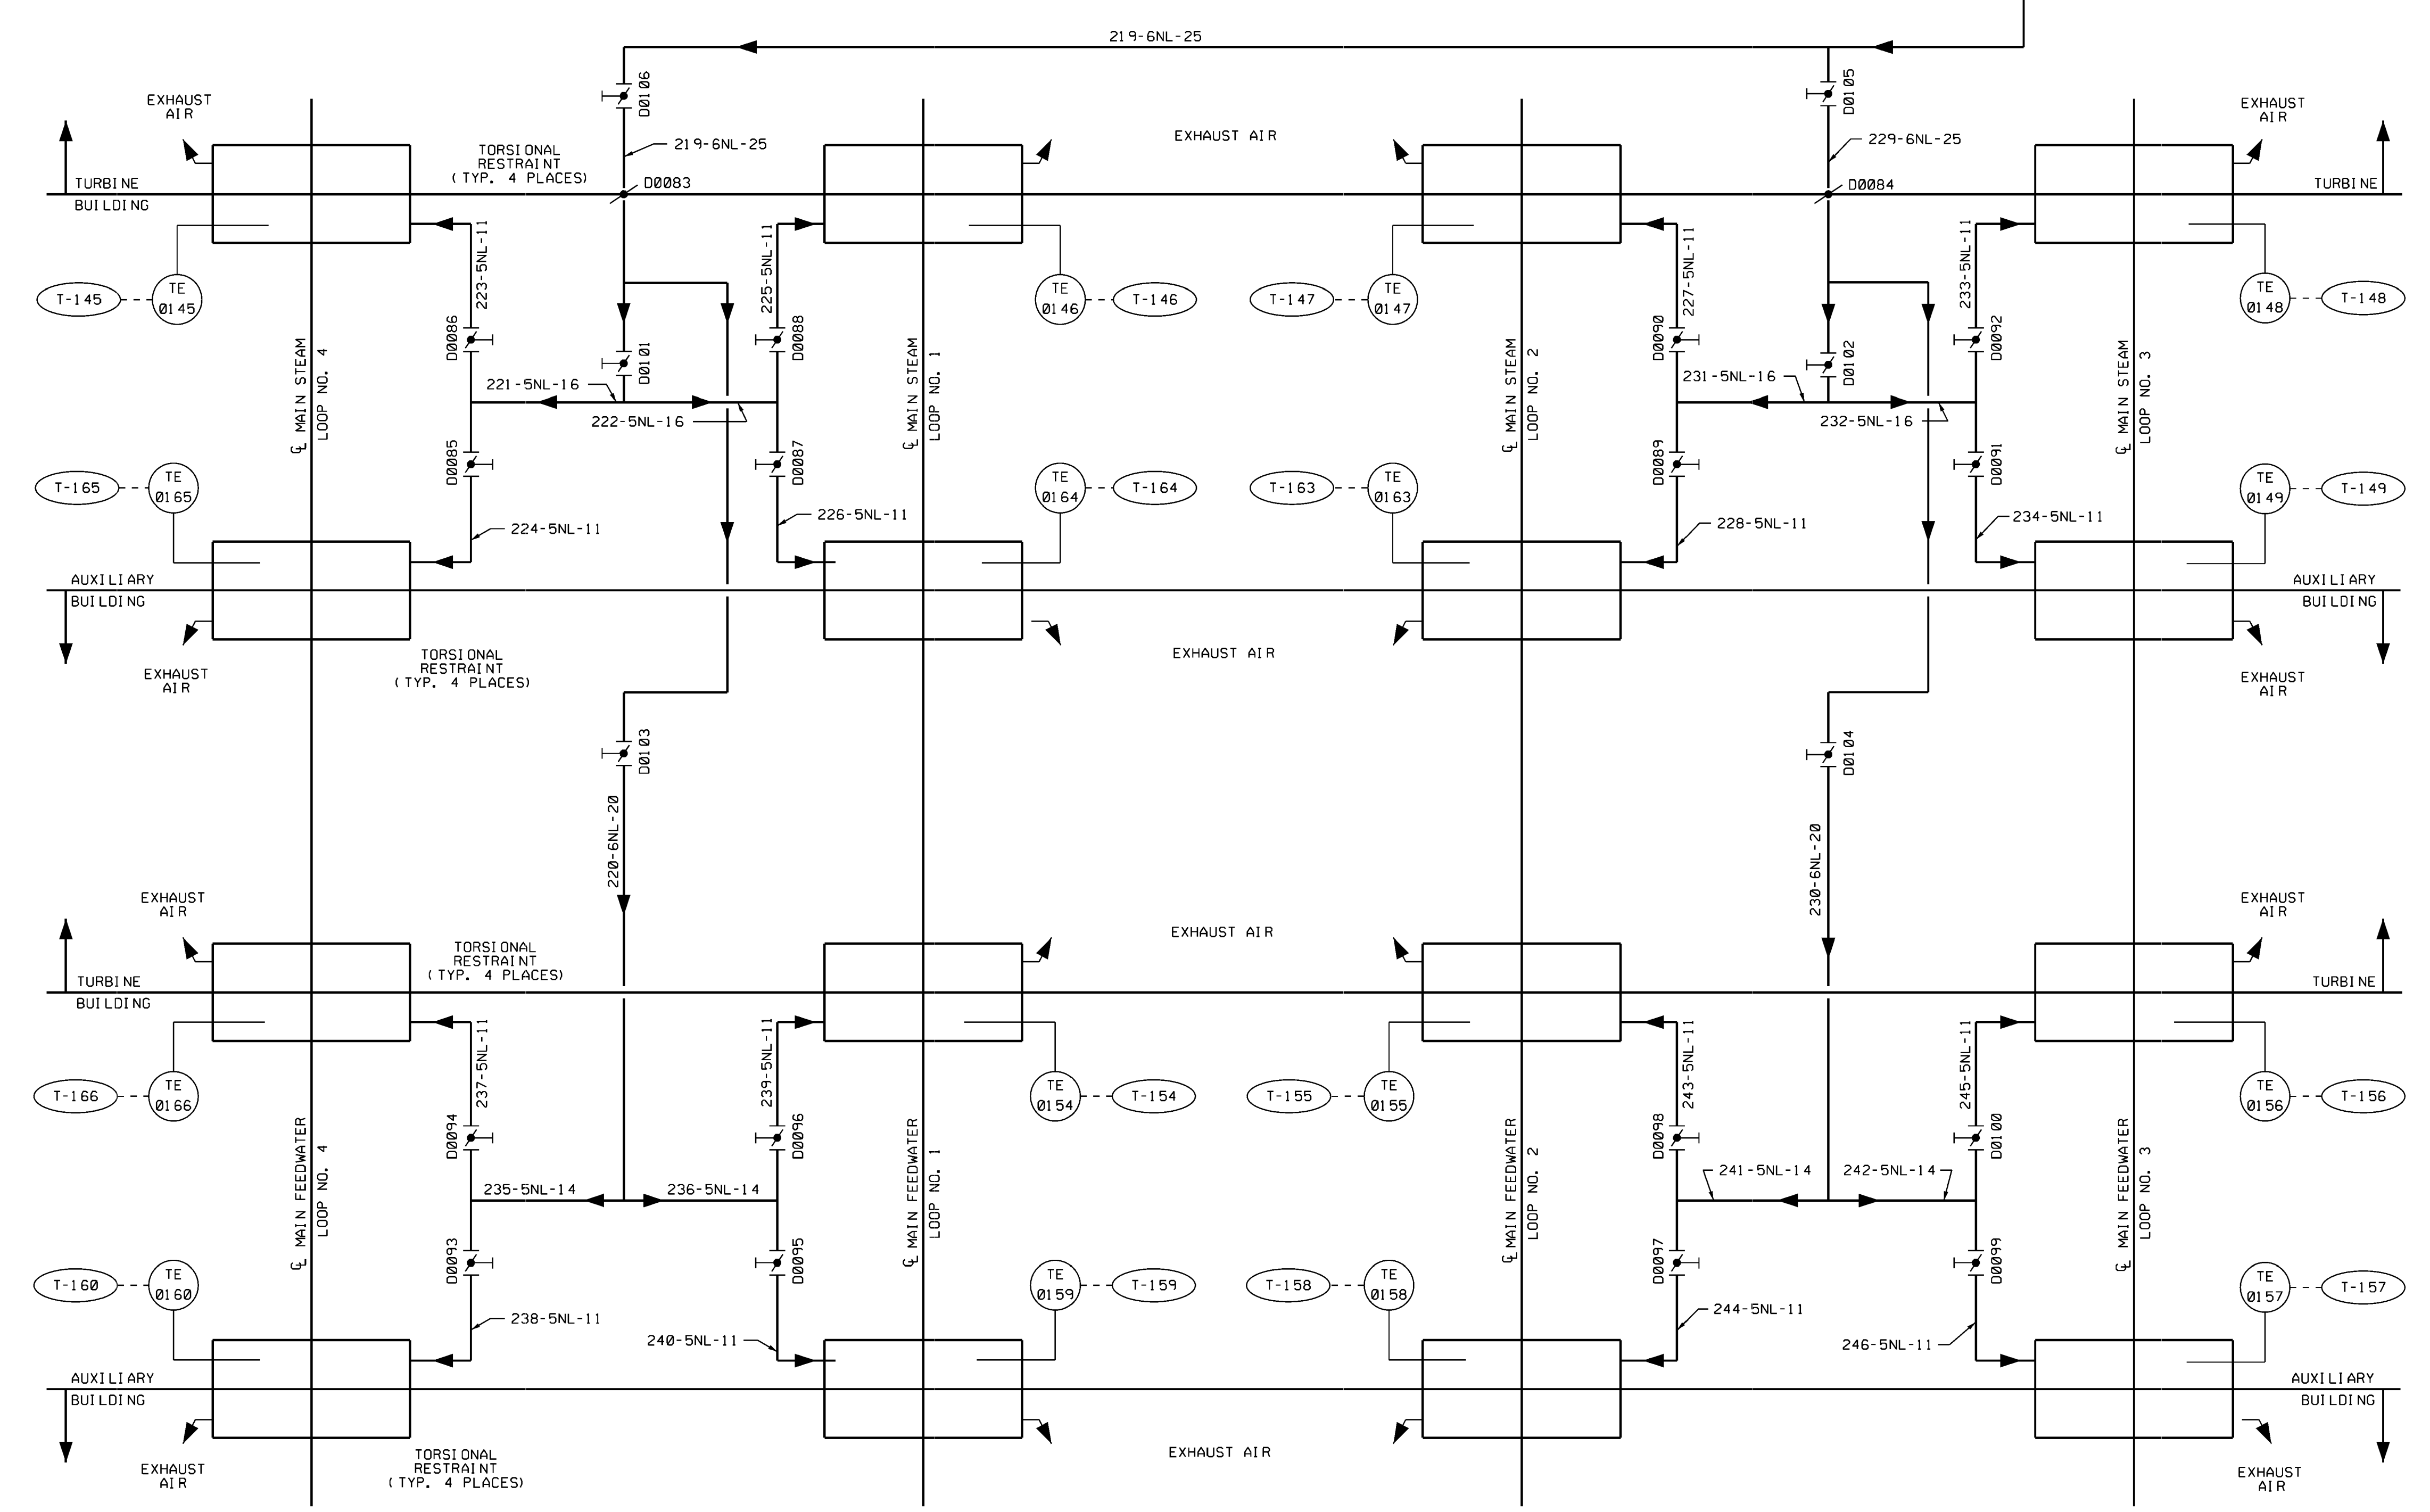 219-6NL-25
D0106
D0105
EXHAUST
AIR
TORSIONAL
RESTRAINT
(TYP. 4 PLACES)
219-6NL-25
EXHAUST AIR
229-6NL-25
EXHAUST
AIR
TURBINE
BUILDING
D0083
D0084
TURBINE
223-5NL-11
225-5NL-11
227-5NL-11
233-5NL-11
T-145
TE
0145
TE
0146
T-146
T-147
TE
0147
TE
0148
T-148
D0086
D0101
D0088
D0090
D0102
D0092
℄ MAIN STEAM
LOOP NO. 4
℄ MAIN STEAM
LOOP NO. 1
℄ MAIN STEAM
LOOP NO. 2
℄ MAIN STEAM
LOOP NO. 3
221-5NL-16
222-5NL-16
231-5NL-16
232-5NL-16
D0085
D0087
D0089
D0091
T-165
TE
0165
TE
0164
T-164
T-163
TE
0163
TE
0149
T-149
224-5NL-11
226-5NL-11
228-5NL-11
234-5NL-11
AUXILIARY
BUILDING
AUXILIARY
BUILDING
EXHAUST
AIR
TORSIONAL
RESTRAINT
(TYP. 4 PLACES)
EXHAUST AIR
EXHAUST
AIR
D0103
D0104
220-6NL-20
230-6NL-20
EXHAUST
AIR
TORSIONAL
RESTRAINT
(TYP. 4 PLACES)
EXHAUST AIR
EXHAUST
AIR
TURBINE
BUILDING
TURBINE
237-5NL-11
239-5NL-11
243-5NL-11
245-5NL-11
T-166
TE
0166
TE
0154
T-154
T-155
TE
0155
TE
0156
T-156
D0094
D0096
D0098
D0100
℄ MAIN FEEDWATER
LOOP NO. 4
℄ MAIN FEEDWATER
LOOP NO. 1
℄ MAIN FEEDWATER
LOOP NO. 2
℄ MAIN FEEDWATER
LOOP NO. 3
235-5NL-14
236-5NL-14
241-5NL-14
242-5NL-14
D0093
D0095
D0097
D0099
T-160
TE
0160
TE
0159
T-159
T-158
TE
0158
TE
0157
T-157
238-5NL-11
240-5NL-11
244-5NL-11
246-5NL-11
AUXILIARY
BUILDING
AUXILIARY
BUILDING
EXHAUST
AIR
TORSIONAL
RESTRAINT
(TYP. 4 PLACES)
EXHAUST AIR
EXHAUST
AIR